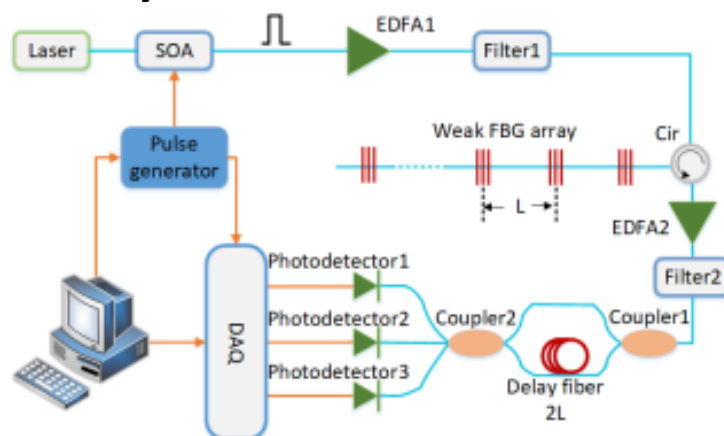 EDFA1
Laser
SOA
Filter1
Pulse
generator
Weak FBG array
Cir
L
EDFA2
Filter2
Photodetector1
Photodetector2
Photodetector3
DAQ
Coupler2
Coupler1
Delay fiber
2L